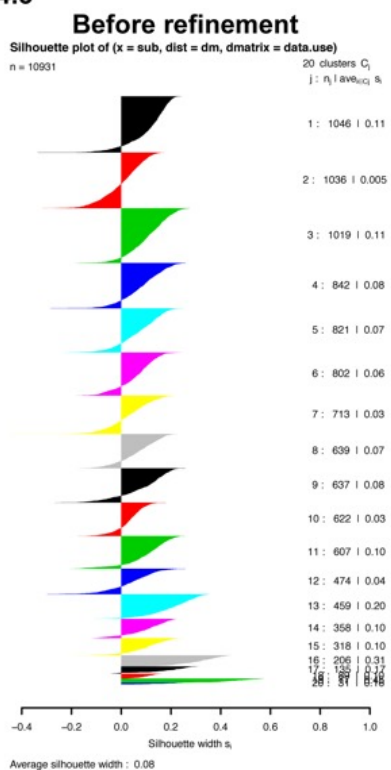 Before refinement
Silhouette plot of (x = sub, dist = dm, dmatrix = data.use)
n = 10931
20 clusters Cj
j : nj | avei∈Cj si
1 : 1046 | 0.11
2 : 1036 | 0.005
3 : 1019 | 0.11
4 : 842 | 0.08
5 : 821 | 0.07
6 : 802 | 0.06
7 : 713 | 0.03
8 : 639 | 0.07
9 : 637 | 0.08
10 : 622 | 0.03
11 : 607 | 0.10
12 : 474 | 0.04
13 : 459 | 0.20
14 : 358 | 0.10
15 : 318 | 0.10
16 : 206 | 0.31
17 : 135 | 0.17
−0.4 −0.2 0.0 0.2 0.4 0.6 0.8 1.0
Silhouette width si
Average silhouette width : 0.08